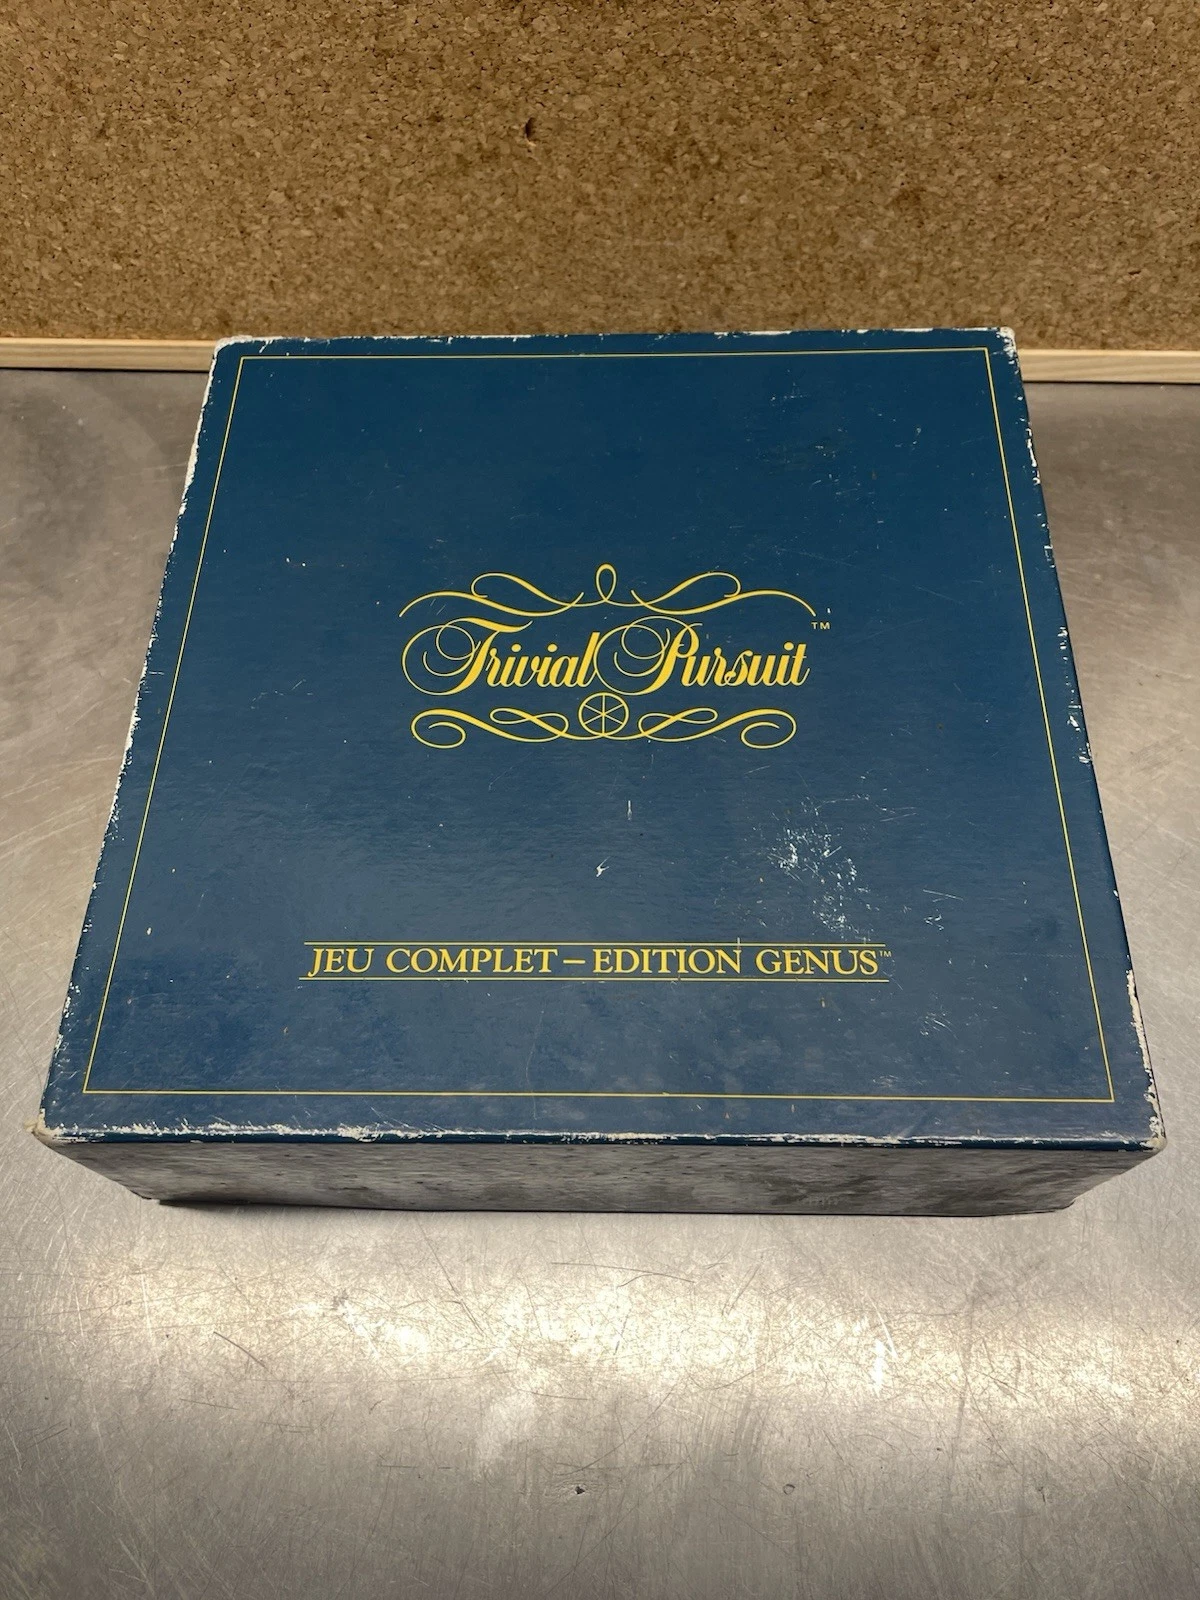 Trivial Pursuit™
JEU COMPLET – EDITION GENUS™